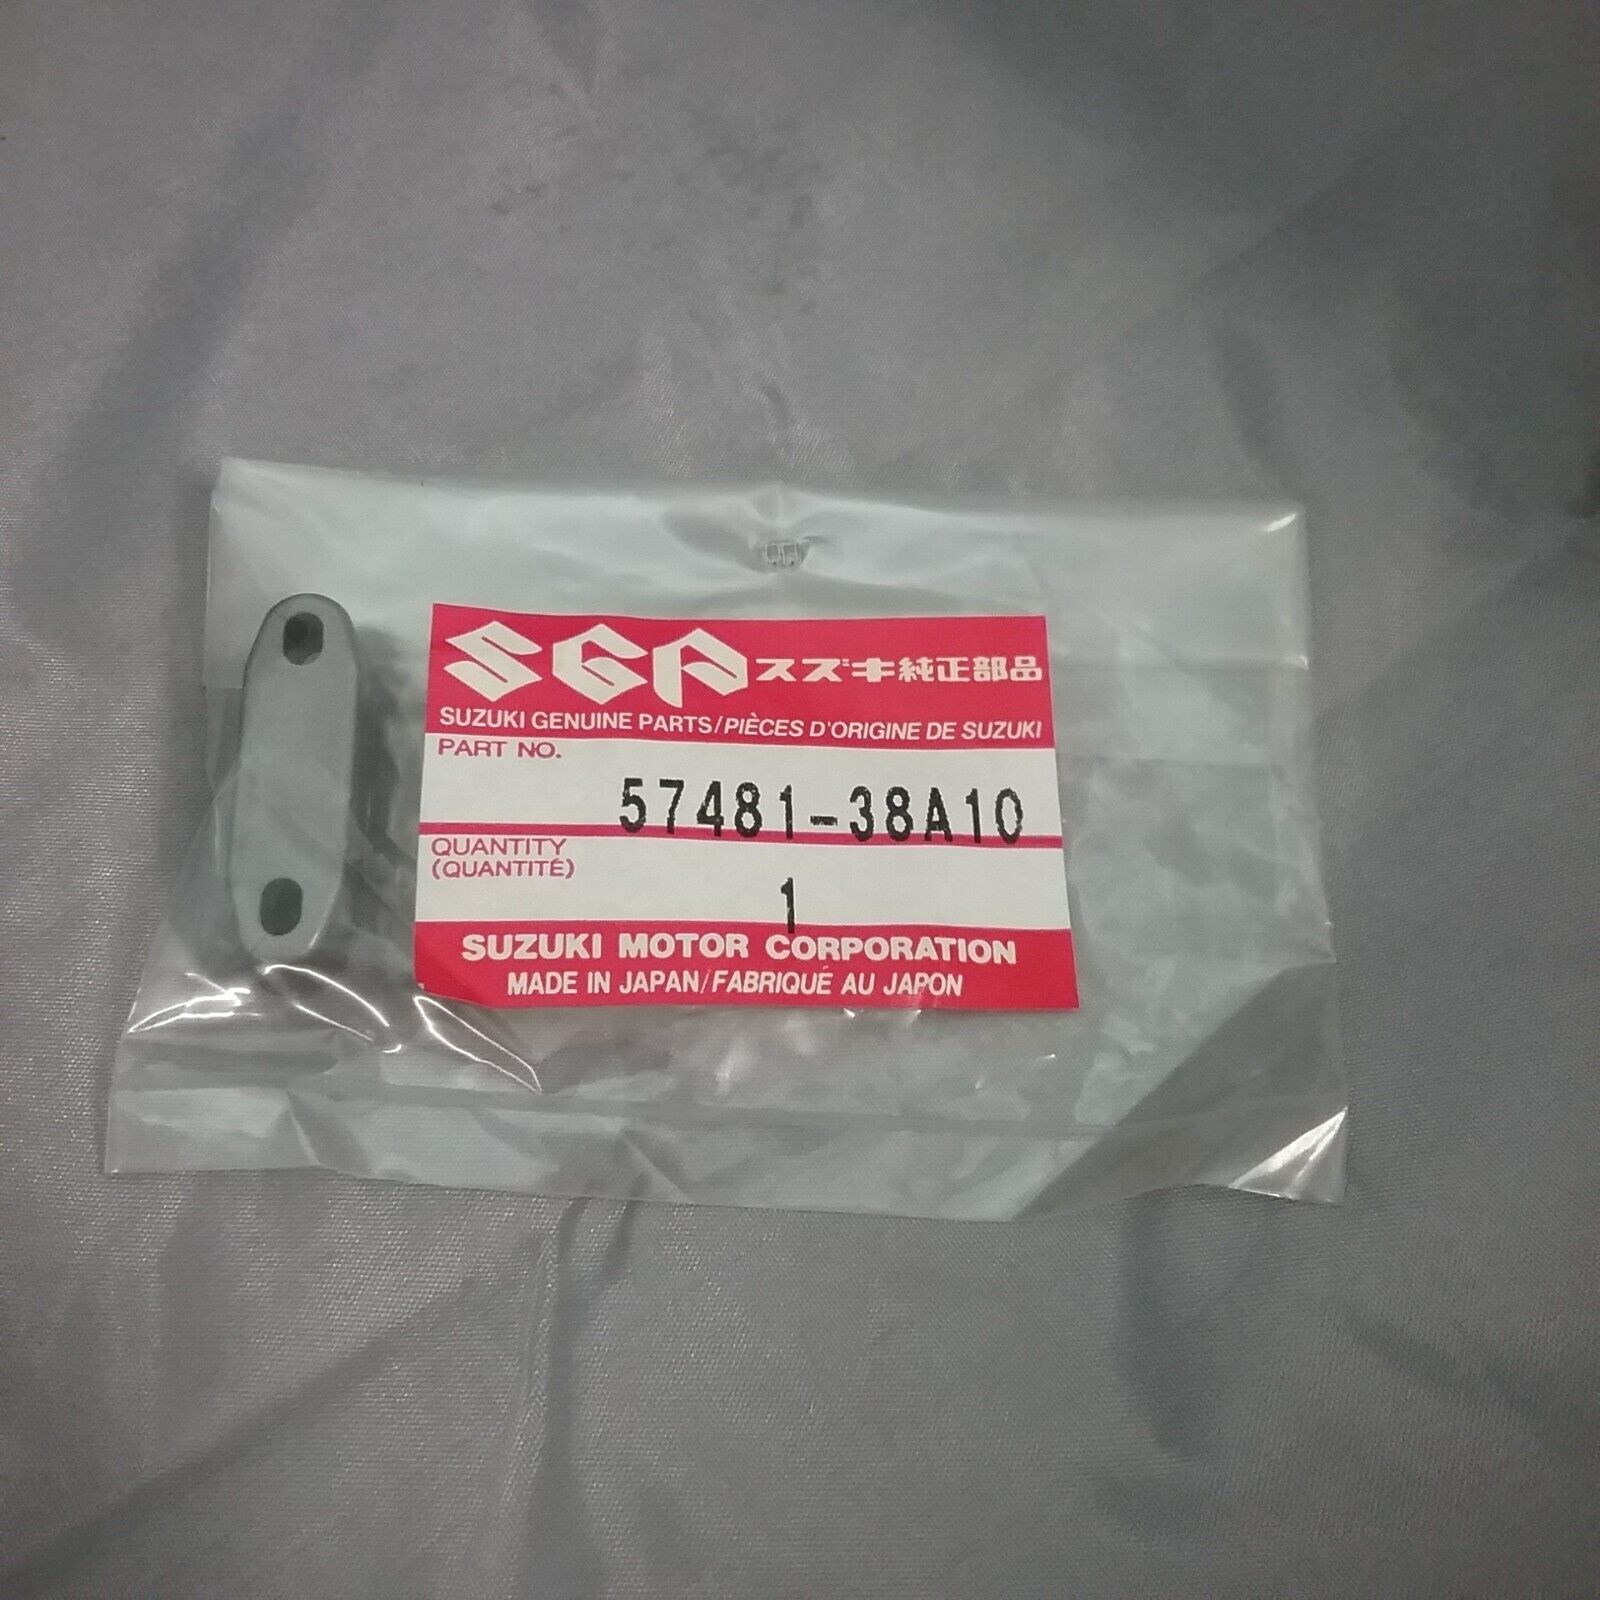 SGP スズキ純正部品
SUZUKI GENUINE PARTS/PIÈCES D'ORIGINE DE SUZUKI
PART NO.
57481-38A10
QUANTITY
(QUANTITÉ)
1
SUZUKI MOTOR CORPORATION
MADE IN JAPAN/FABRIQUÉ AU JAPON